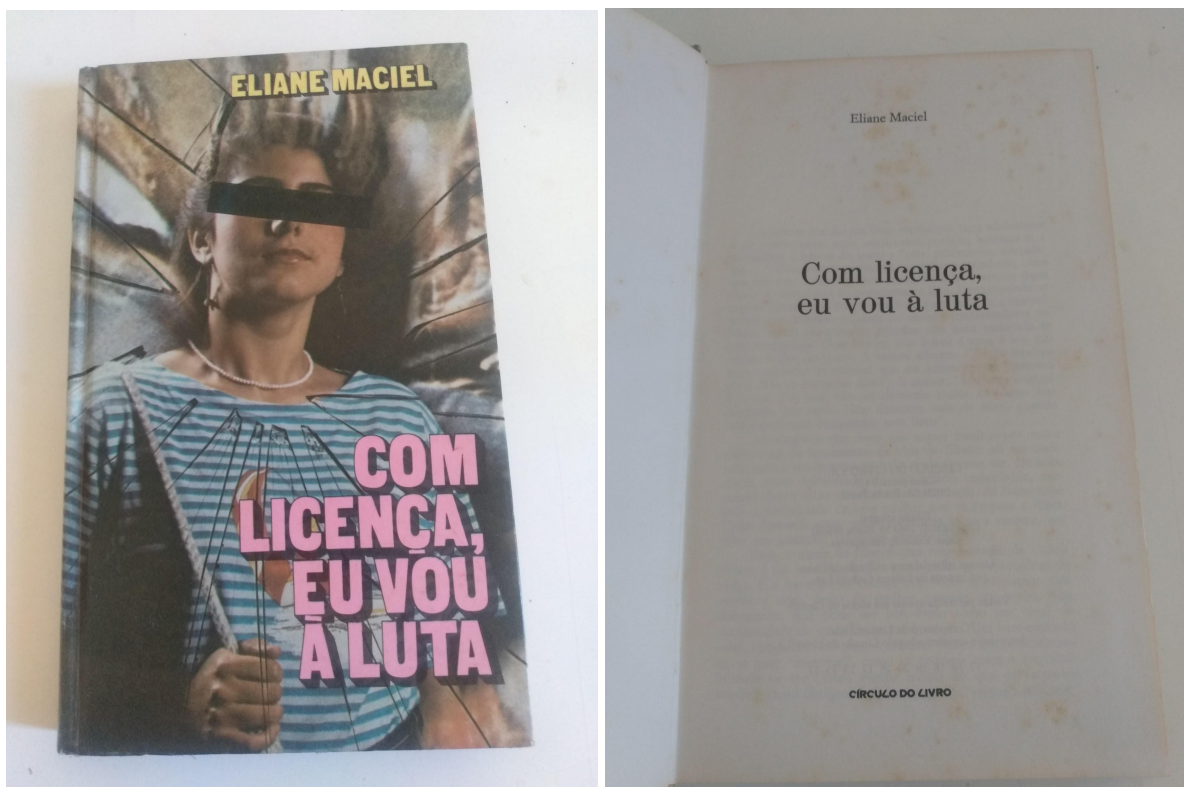 ELIANE MACIEL
COM
LICENÇA,
EU VOU
À LUTA
Eliane Maciel
Com licença,
eu vou à luta
CÍRCULO DO LIVRO